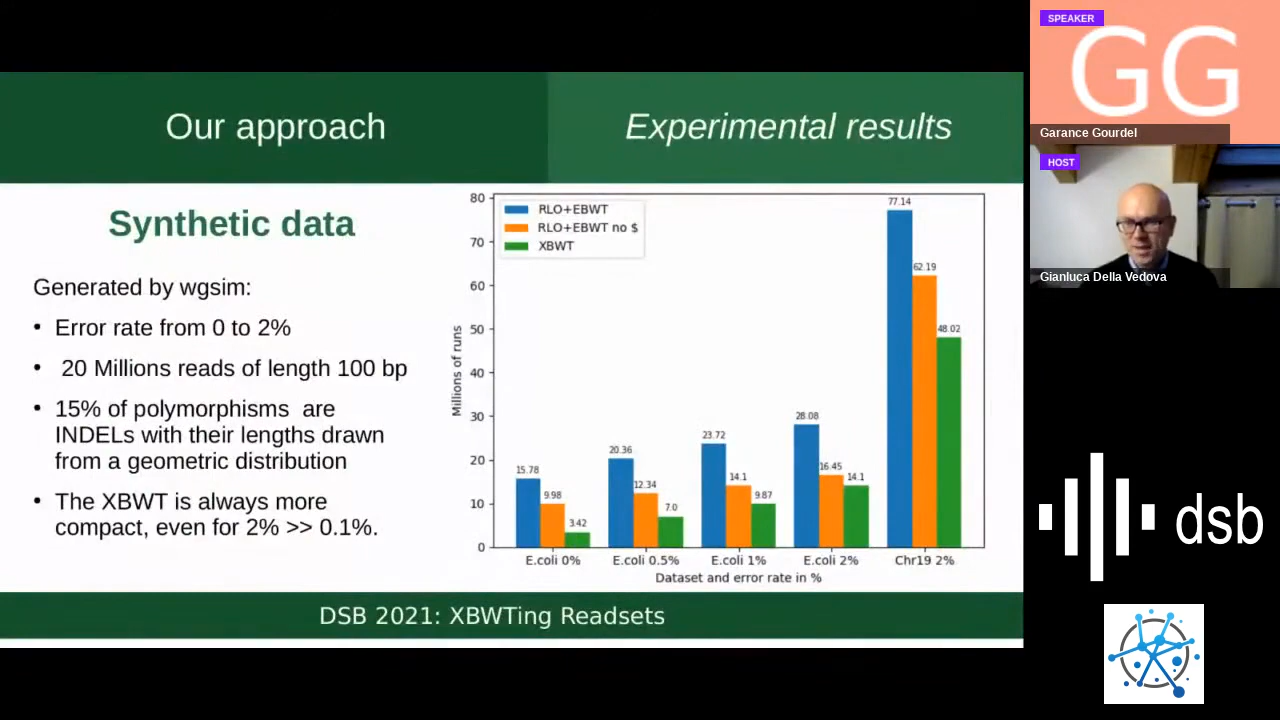 Our approach
Experimental results
Synthetic data
Generated by wgsim:
• Error rate from 0 to 2%
• 20 Millions reads of length 100 bp
• 15% of polymorphisms are
INDELs with their lengths drawn
from a geometric distribution
• The XBWT is always more
compact, even for 2% >> 0.1%.
RLO+EBWT
RLO+EBWT no $
XBWT
Millions of runs
80
70
60
50
40
30
20
10
0
15.78
9.98
3.42
20.36
12.34
7.0
23.72
14.1
9.87
28.08
16.45
14.1
77.14
62.19
48.02
E.coli 0%
E.coli 0.5%
E.coli 1%
E.coli 2%
Chr19 2%
Dataset and error rate in %
DSB 2021: XBWTing Readsets
SPEAKER
GG
Garance Gourdel
HOST
Gianluca Della Vedova
dsb